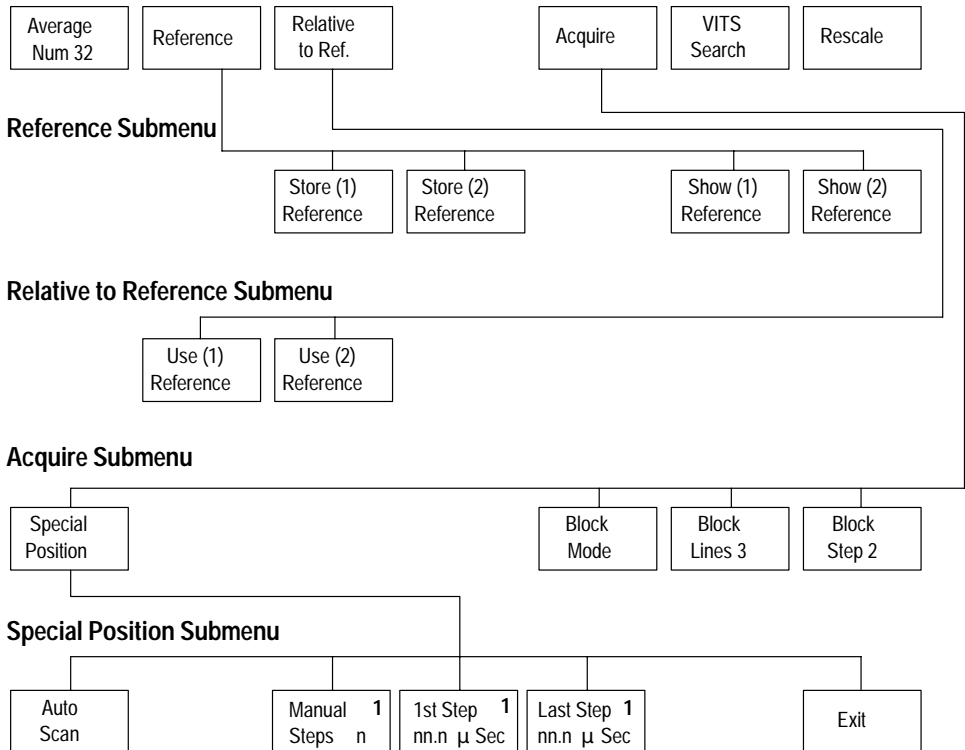 Average
Num 32
Reference
Relative
to Ref.
Acquire
VITS
Search
Rescale
Reference Submenu
Store (1)
Reference
Store (2)
Reference
Show (1)
Reference
Show (2)
Reference
Relative to Reference Submenu
Use (1)
Reference
Use (2)
Reference
Acquire Submenu
Special
Position
Block
Mode
Block
Lines 3
Block
Step 2
Special Position Submenu
Auto
Scan
Manual 1
Steps n
1st Step 1
nn.n µ Sec
Last Step 1
nn.n µ Sec
Exit